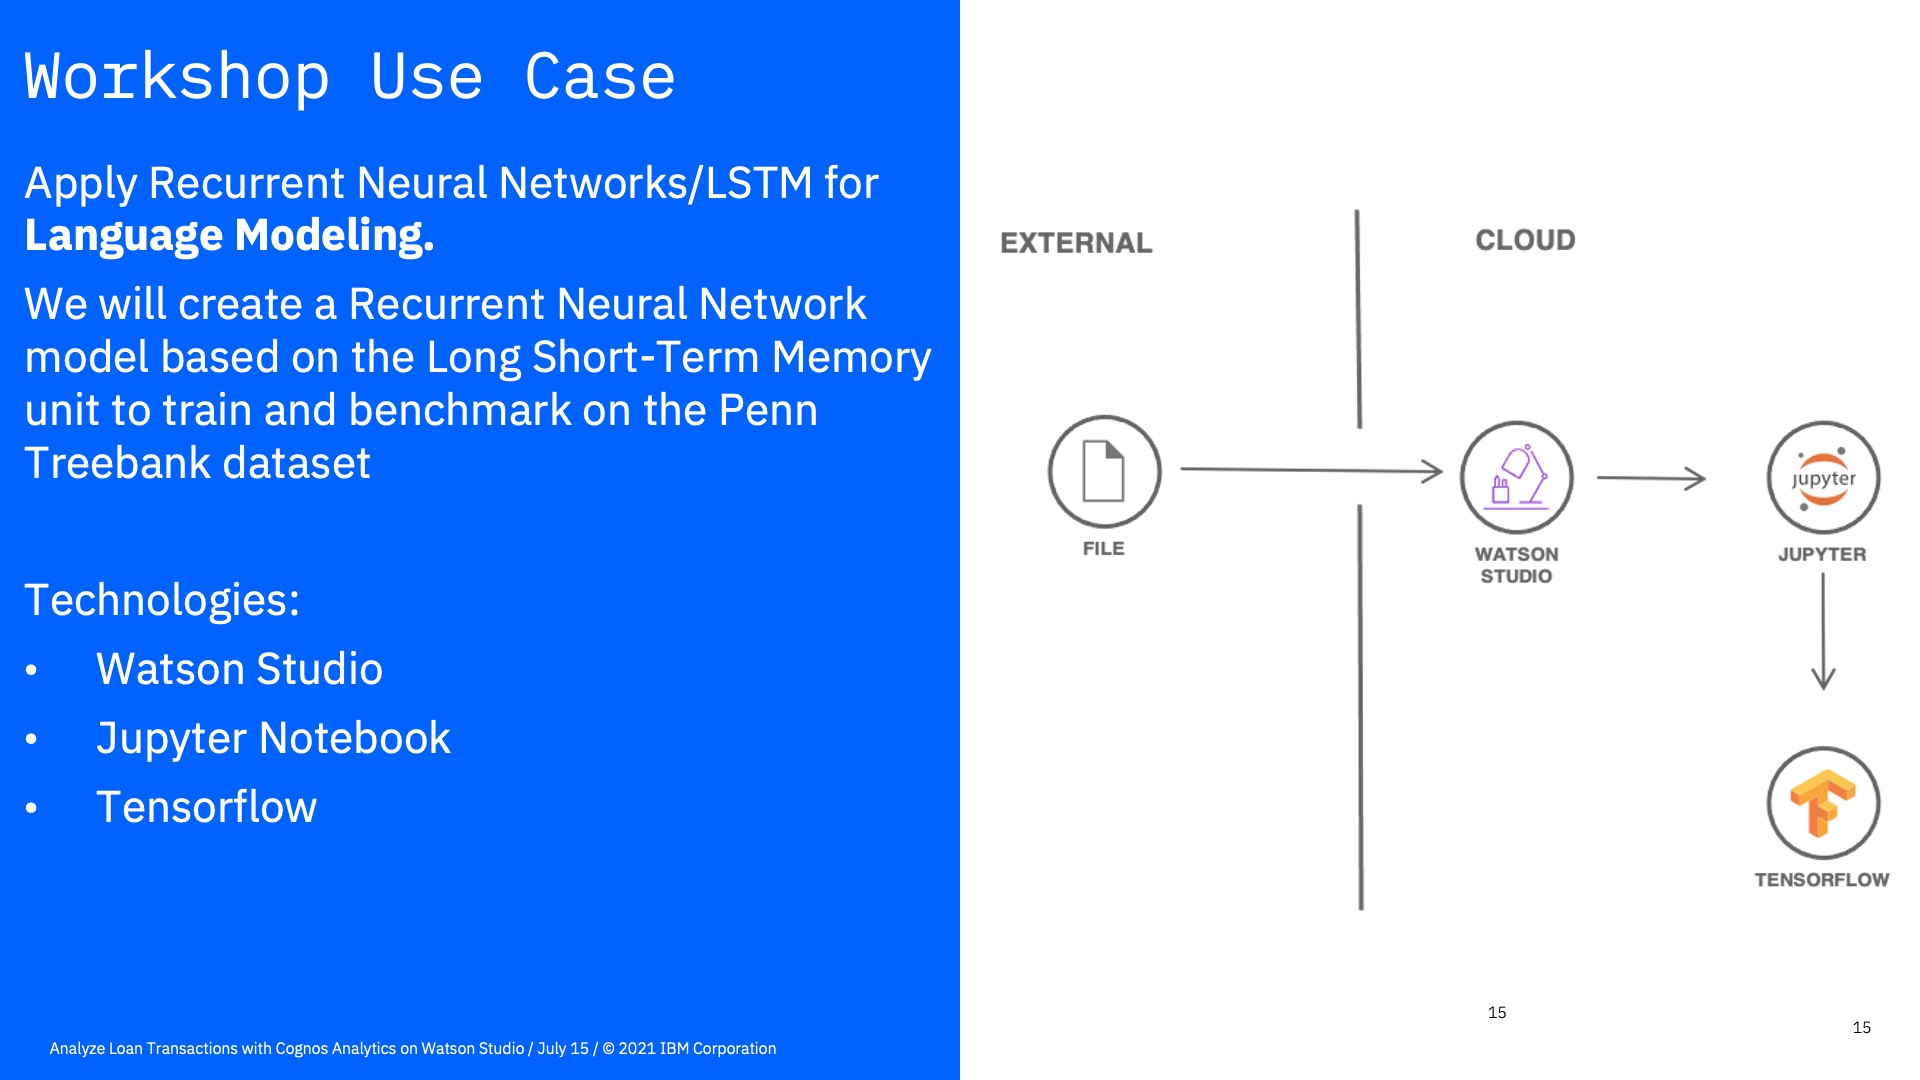 Workshop Use Case
Apply Recurrent Neural Networks/LSTM for
Language Modeling.
We will create a Recurrent Neural Network
model based on the Long Short-Term Memory
unit to train and benchmark on the Penn
Treebank dataset
Technologies:
• Watson Studio
• Jupyter Notebook
• Tensorflow
Analyze Loan Transactions with Cognos Analytics on Watson Studio / July 15 / © 2021 IBM Corporation
EXTERNAL
CLOUD
FILE
WATSON
STUDIO
jupyter
JUPYTER
TENSORFLOW
15
15